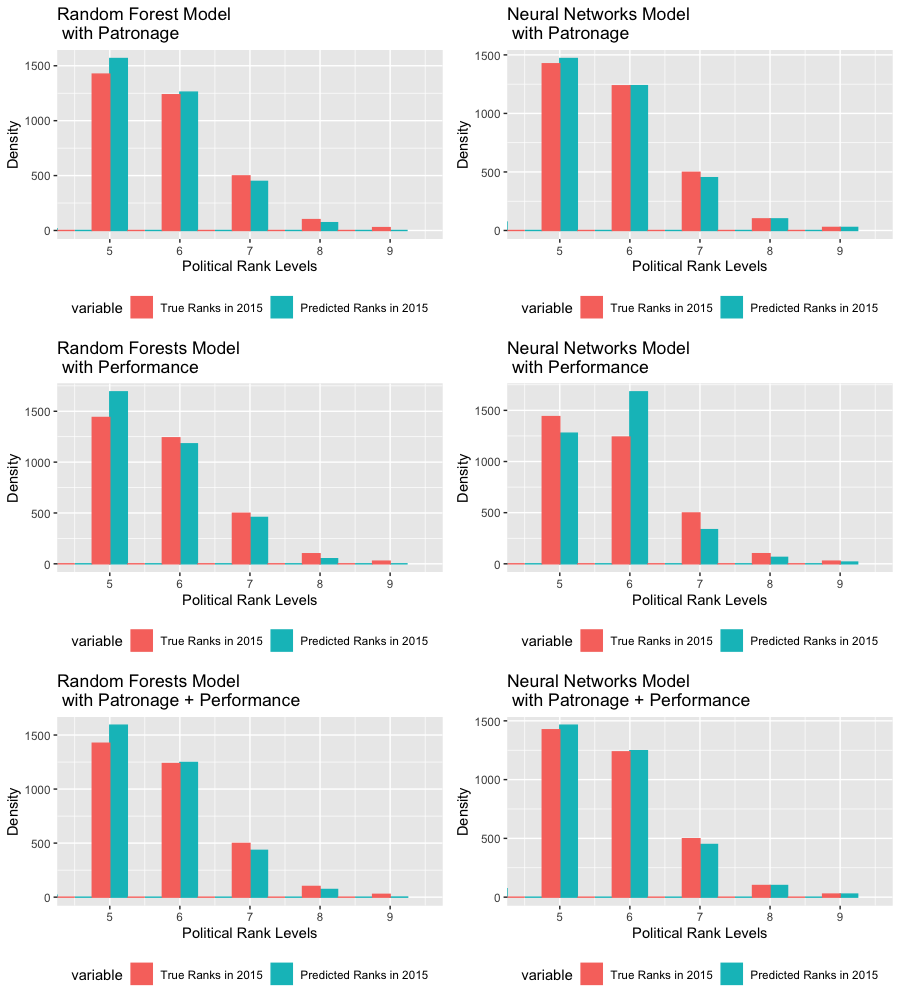 Random Forest Model
with Patronage
Density
1500
1000
500
0
5 6 7 8 9
Political Rank Levels
variable True Ranks in 2015 Predicted Ranks in 2015
Neural Networks Model
with Patronage
Density
1500
1000
500
0
5 6 7 8 9
Political Rank Levels
variable True Ranks in 2015 Predicted Ranks in 2015
Random Forests Model
with Performance
Density
1500
1000
500
0
5 6 7 8 9
Political Rank Levels
variable True Ranks in 2015 Predicted Ranks in 2015
Neural Networks Model
with Performance
Density
1500
1000
500
0
5 6 7 8 9
Political Rank Levels
variable True Ranks in 2015 Predicted Ranks in 2015
Random Forests Model
with Patronage + Performance
Density
1500
1000
500
0
5 6 7 8 9
Political Rank Levels
variable True Ranks in 2015 Predicted Ranks in 2015
Neural Networks Model
with Patronage + Performance
Density
1500
1000
500
0
5 6 7 8 9
Political Rank Levels
variable True Ranks in 2015 Predicted Ranks in 2015